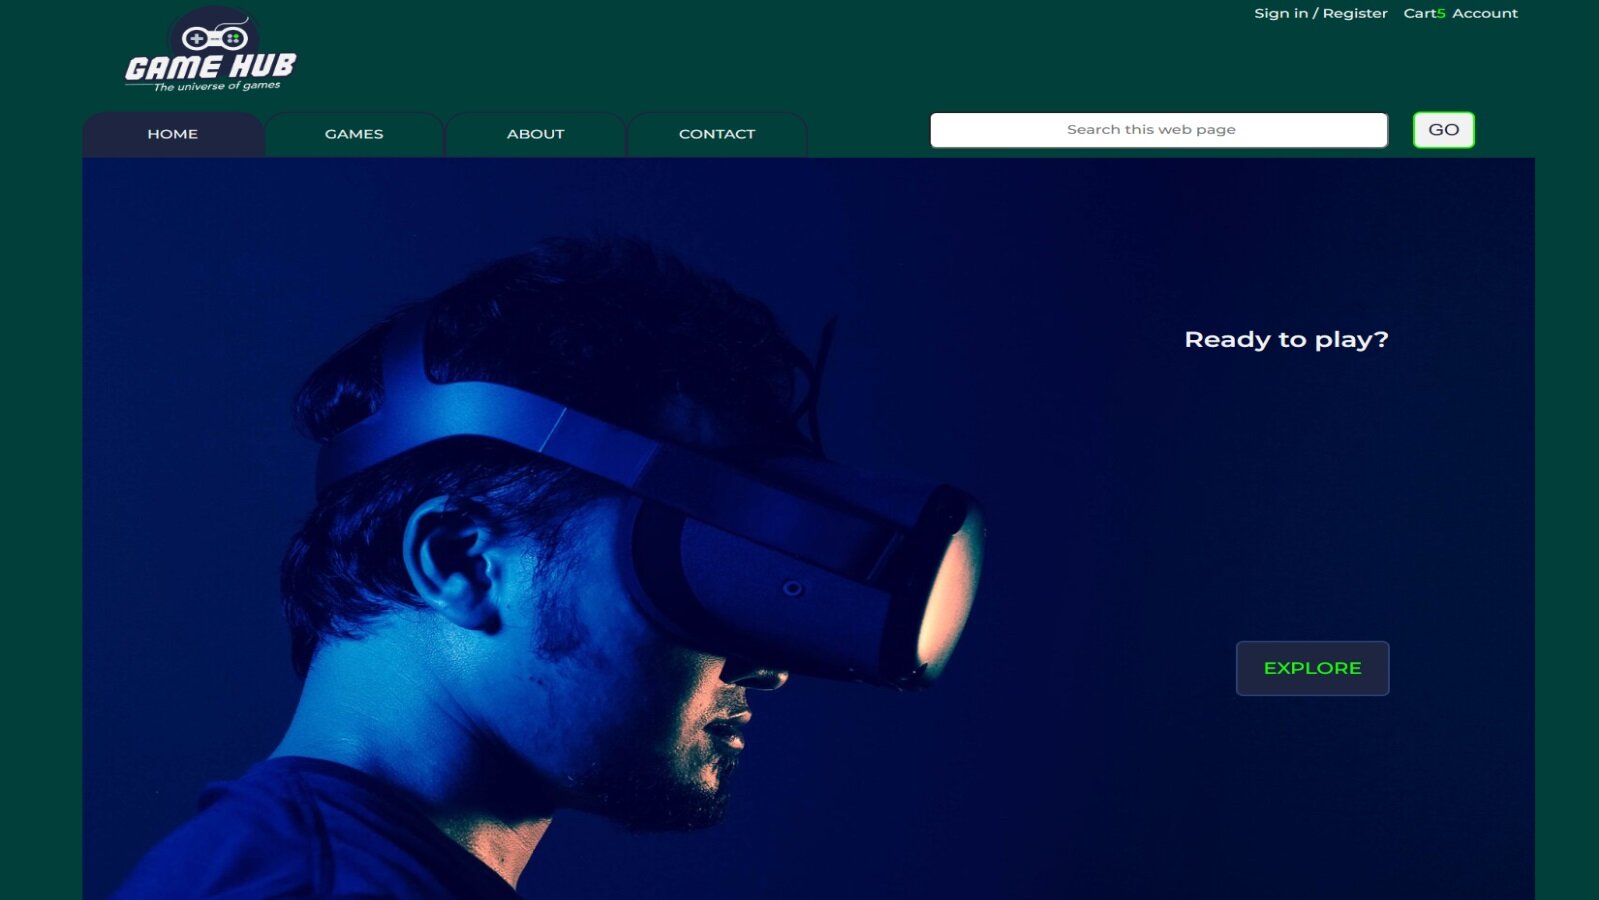 Sign in / Register Cart5 Account
GAME HUB
The universe of games
HOME GAMES ABOUT CONTACT
Search this web page
GO
Ready to play?
EXPLORE